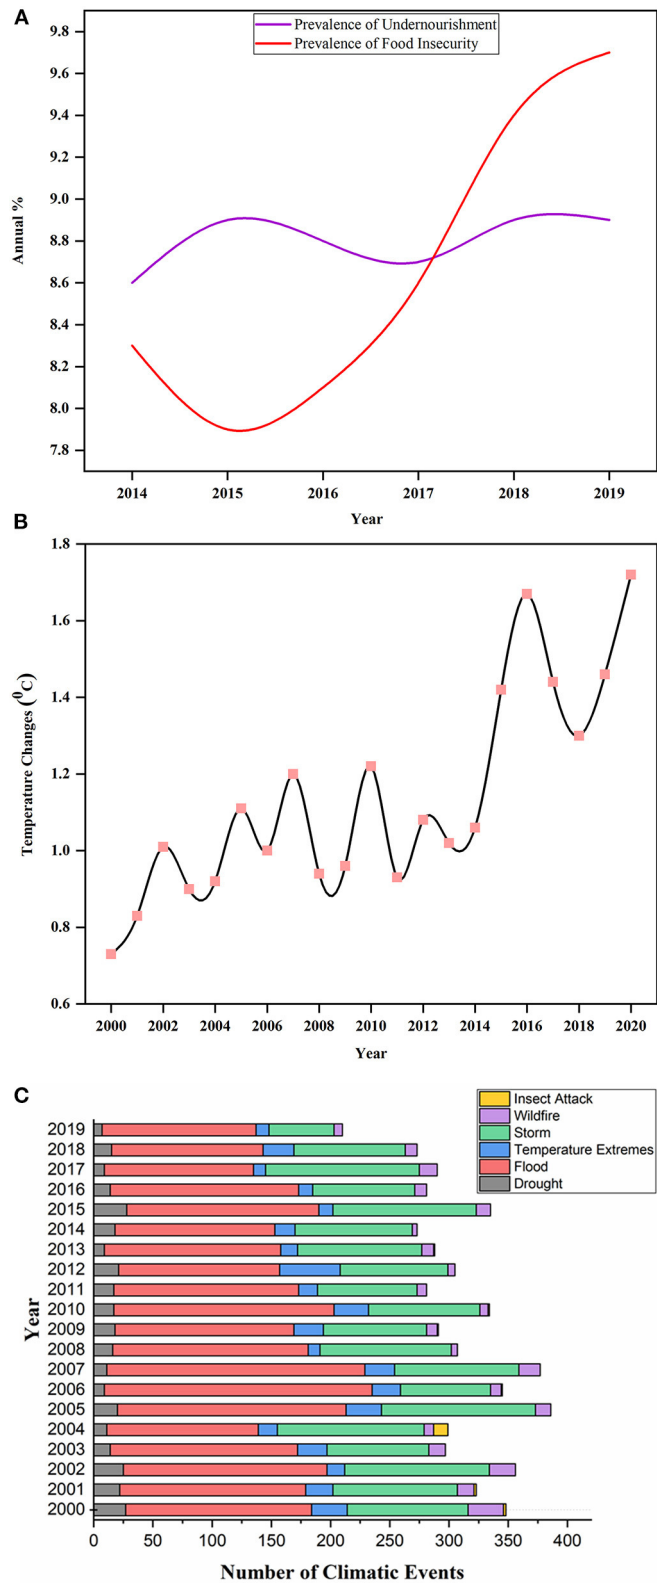 A
Prevalence of Undernourishment
Prevalence of Food Insecurity
9.8
9.6
9.4
9.2
9.0
8.8
8.6
8.4
8.2
8.0
7.8
Annual %
2014 2015 2016 2017 2018 2019
Year
B
1.8
1.6
1.4
1.2
1.0
0.8
0.6
Temperature Changes (⁰C)
2000 2002 2004 2006 2008 2010 2012 2014 2016 2018 2020
Year
C
Insect Attack
Wildfire
Storm
Temperature Extremes
Flood
Drought
2019
2018
2017
2016
2015
2014
2013
2012
2011
2010
2009
2008
2007
2006
2005
2004
2003
2002
2001
2000
Year
0 50 100 150 200 250 300 350 400
Number of Climatic Events